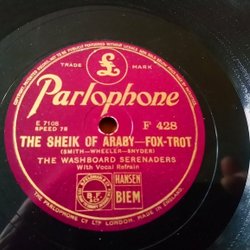 TRADE MARK
Parlophone
E 7105
SPEED 78
F 428
THE SHEIK OF ARABY—FOX-TROT
(SMITH—WHEELER—SNYDER)
THE WASHBOARD SERENADERS
With Vocal Refrain
HANSEN
BIEM
THE PARLOPHONE CO LTD. LONDON. MADE IN ENGLAND